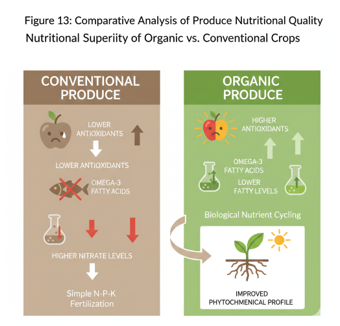 Figure 13: Comparative Analysis of Produce Nutritional Quality
Nutritional Superiity of Organic vs. Conventional Crops
CONVENTIONAL
PRODUCE
LOWER
ANTIOXIDANTS
LOWER ANTIOXIDANTS
OMEGA-3
FATTY ACIDS
HIGHER NITRATE LEVELS
Simple N-P-K
Fertilization
ORGANIC
PRODUCE
HIGHER
ANTIOXIDANTS
OMEGA-3
FATTY ACIDS
LOWER
FATTY LEVELS
Biological Nutrient Cycling
IMPROVED
PHYTOCHMENICAL PROFILE